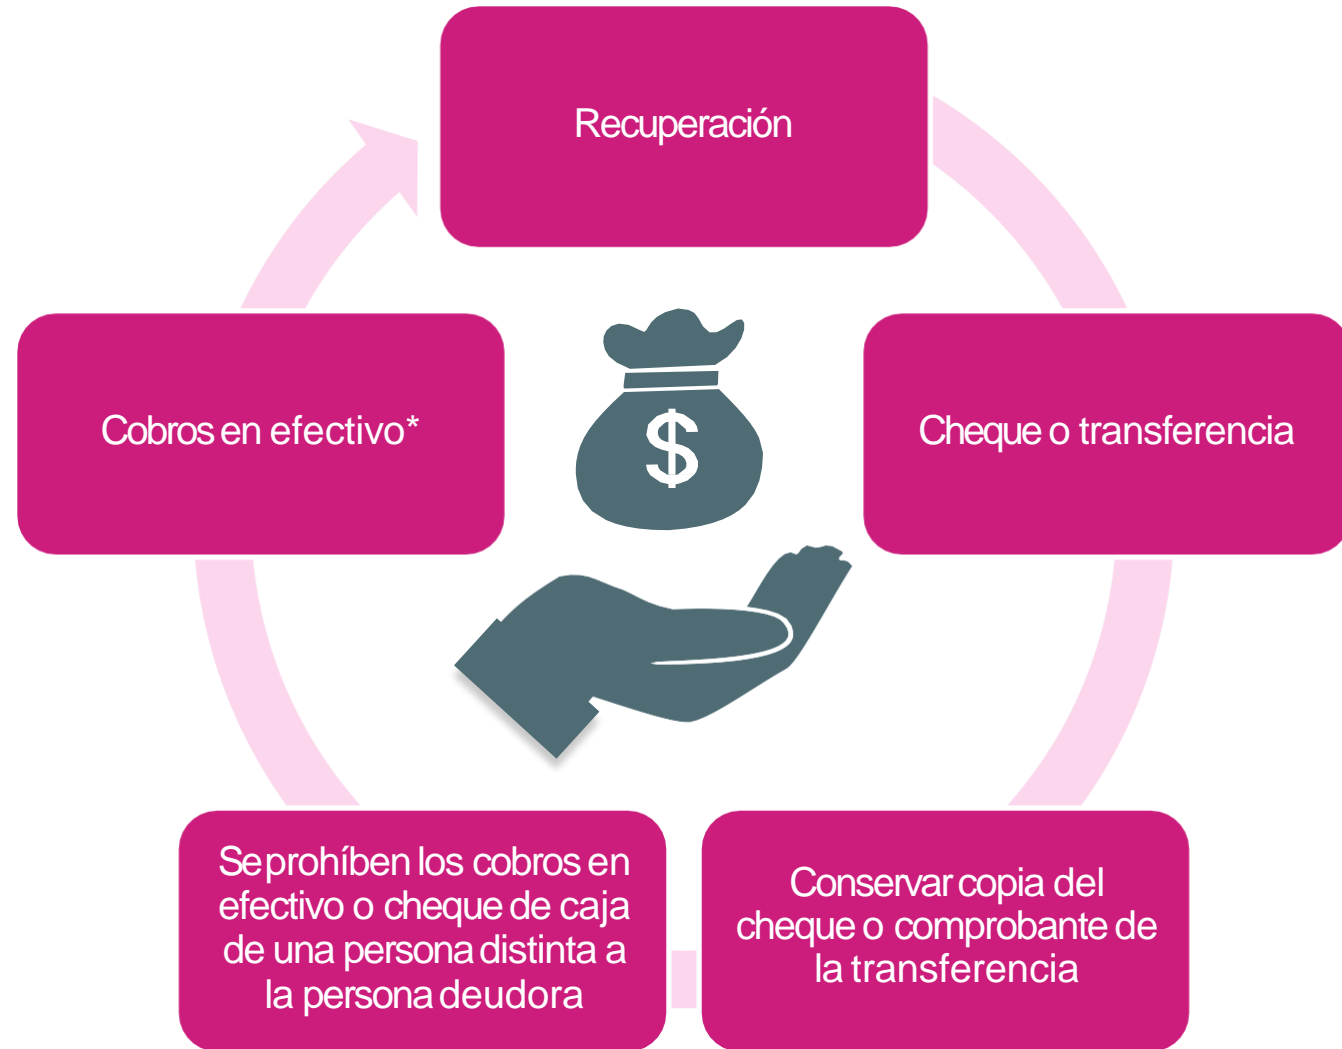 Recuperación
Cheque o transferencia
Conservar copia del
cheque o comprobante de
la transferencia
Se prohíben los cobros en
efectivo o cheque de caja
de una persona distinta a
la persona deudora
Cobros en efectivo*
$